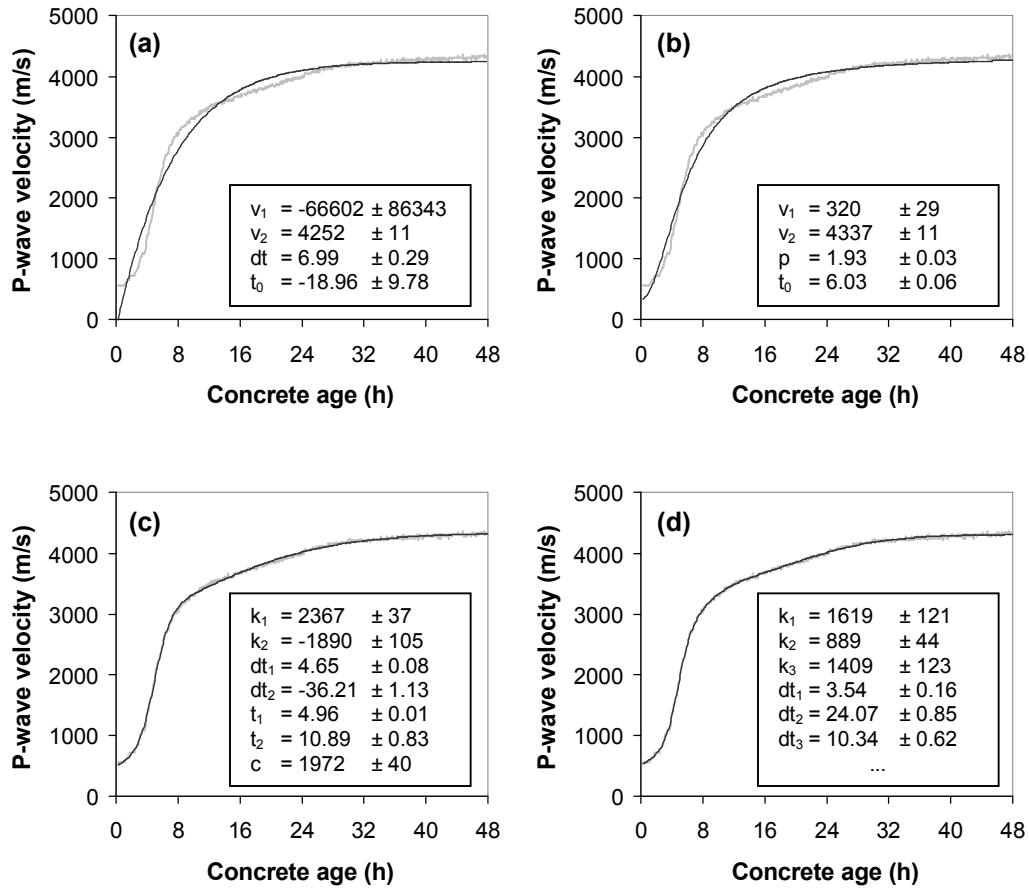 (a)
P-wave velocity (m/s)
5000
4000
3000
2000
1000
0
v₁ = -66602 ± 86343
v₂ = 4252 ± 11
dt = 6.99 ± 0.29
t₀ = -18.96 ± 9.78
0 8 16 24 32 40 48
Concrete age (h)
(b)
P-wave velocity (m/s)
5000
4000
3000
2000
1000
0
v₁ = 320 ± 29
v₂ = 4337 ± 11
p = 1.93 ± 0.03
t₀ = 6.03 ± 0.06
0 8 16 24 32 40 48
Concrete age (h)
(c)
P-wave velocity (m/s)
5000
4000
3000
2000
1000
0
k₁ = 2367 ± 37
k₂ = -1890 ± 105
dt₁ = 4.65 ± 0.08
dt₂ = -36.21 ± 1.13
t₁ = 4.96 ± 0.01
t₂ = 10.89 ± 0.83
c = 1972 ± 40
0 8 16 24 32 40 48
Concrete age (h)
(d)
P-wave velocity (m/s)
5000
4000
3000
2000
1000
0
k₁ = 1619 ± 121
k₂ = 889 ± 44
k₃ = 1409 ± 123
dt₁ = 3.54 ± 0.16
dt₂ = 24.07 ± 0.85
dt₃ = 10.34 ± 0.62
...
0 8 16 24 32 40 48
Concrete age (h)